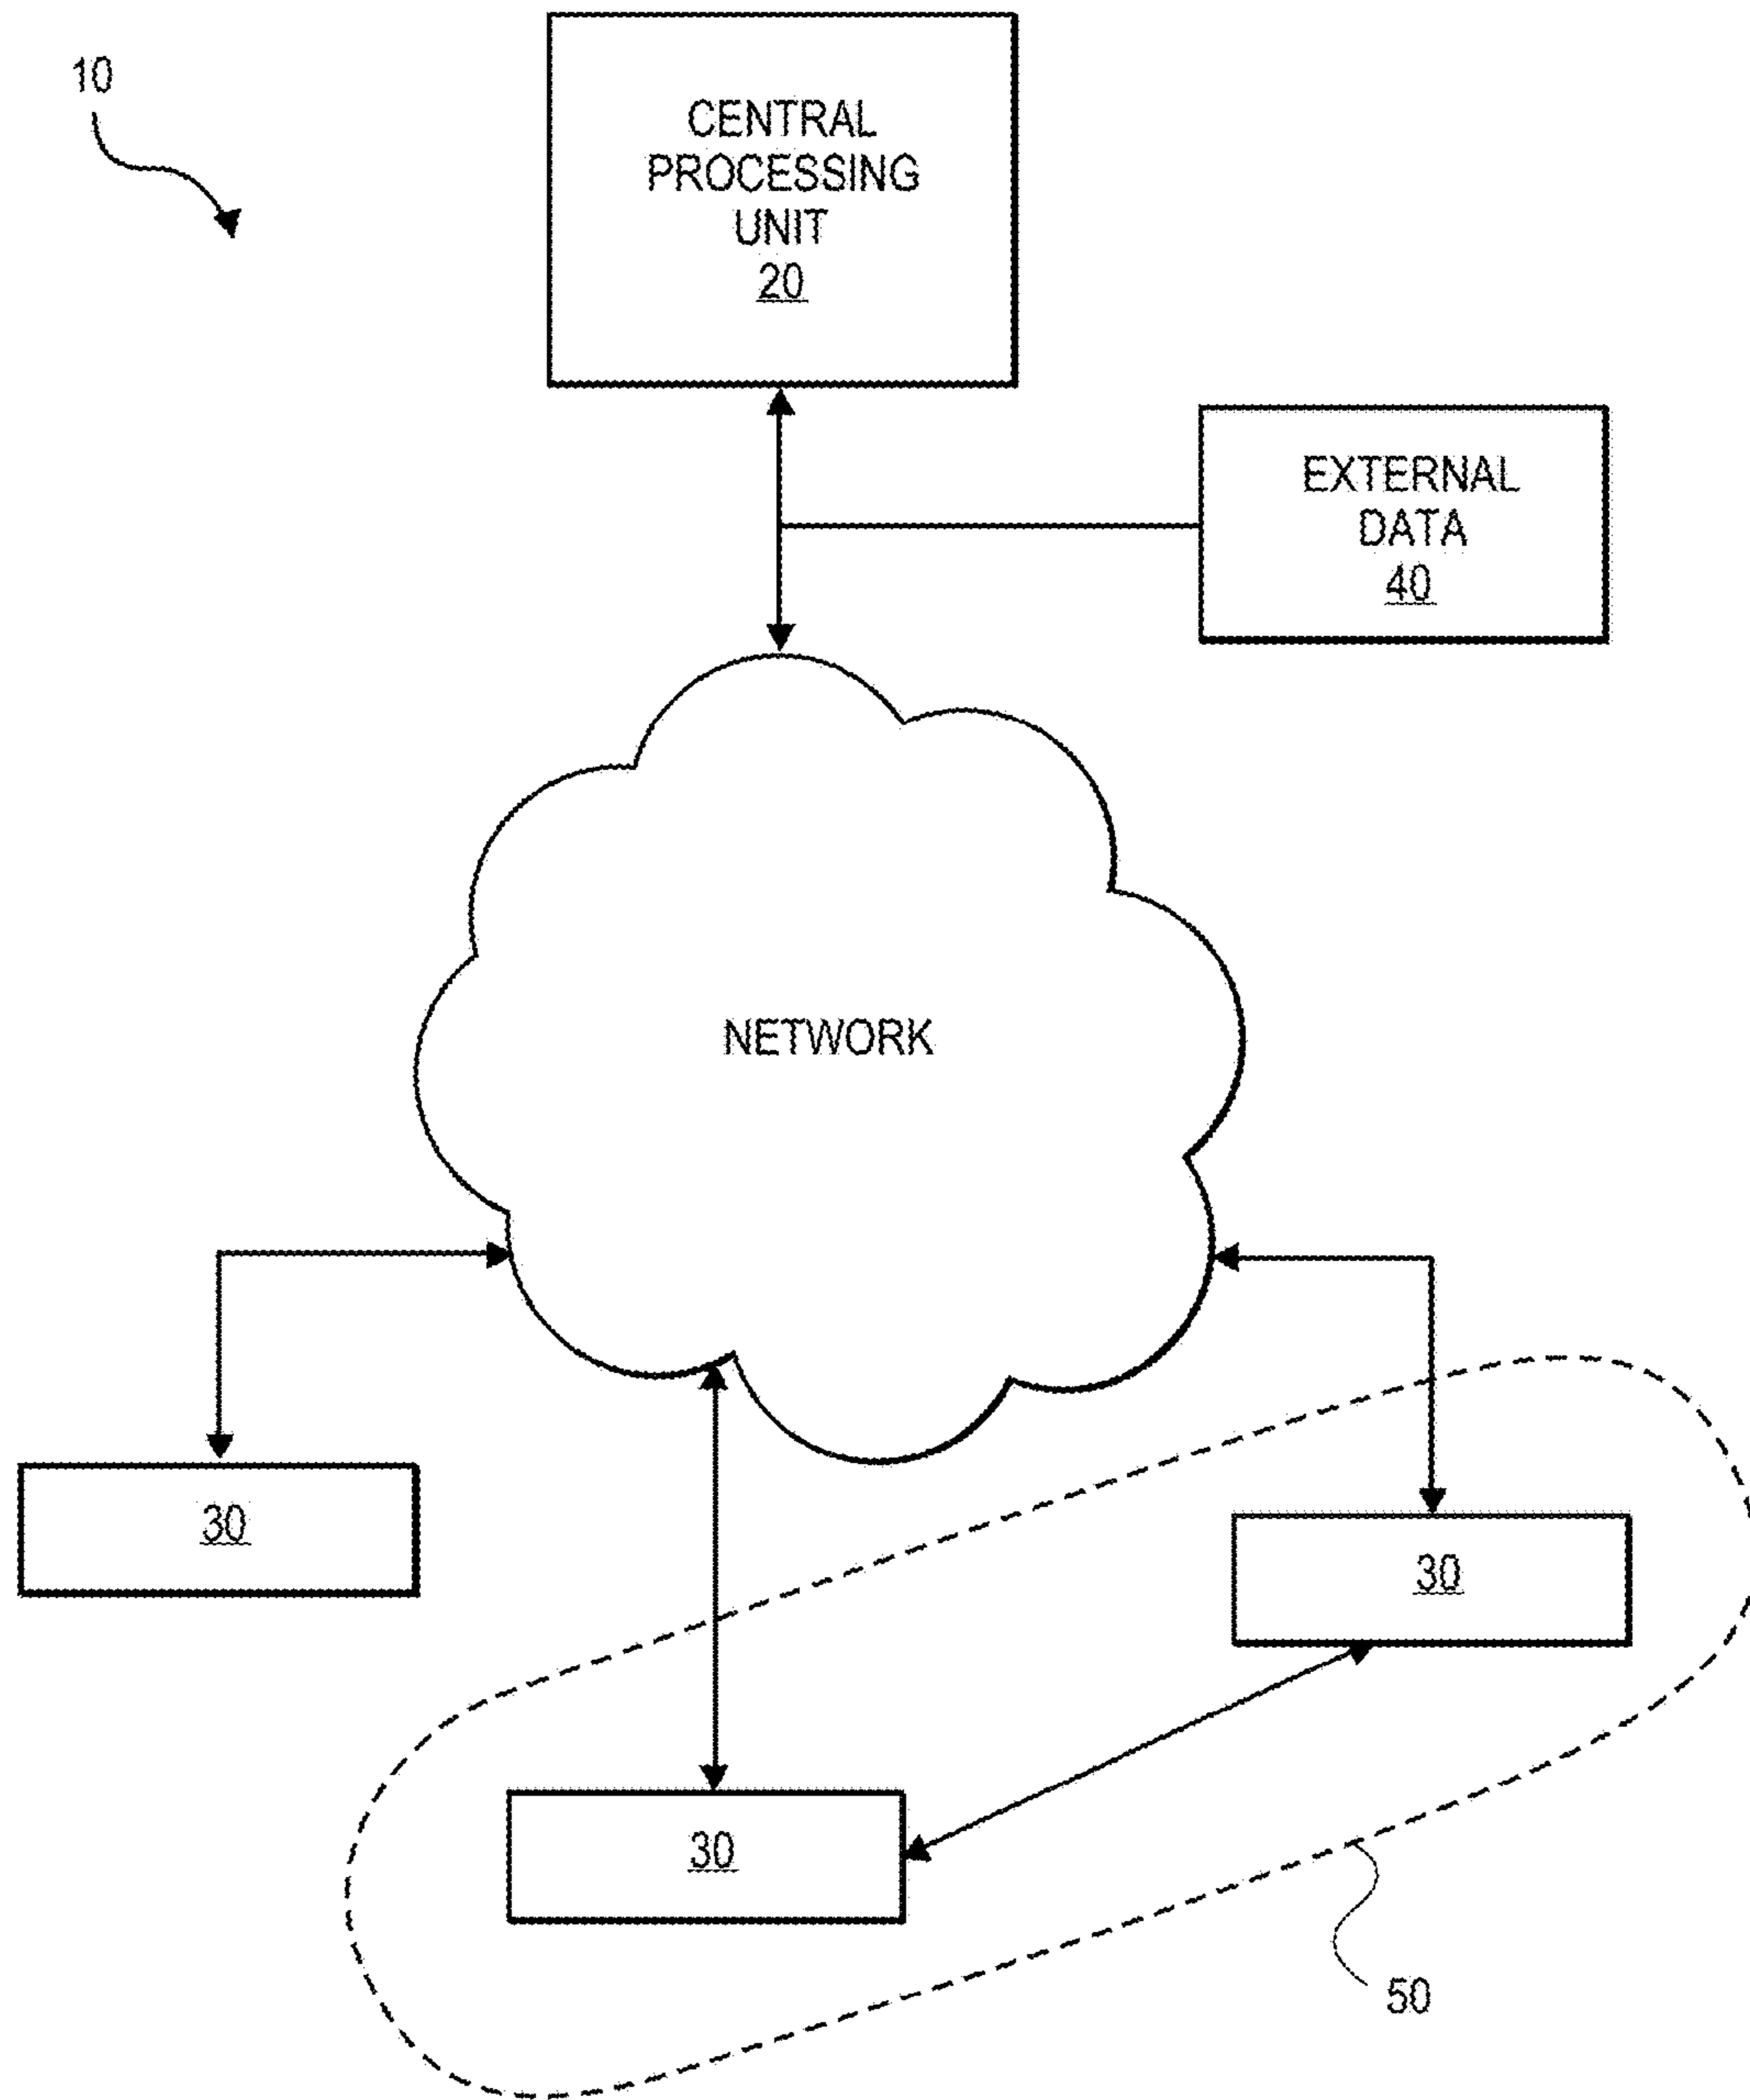 10
CENTRAL
PROCESSING
UNIT
20
EXTERNAL
DATA
40
NETWORK
30
30
30
50